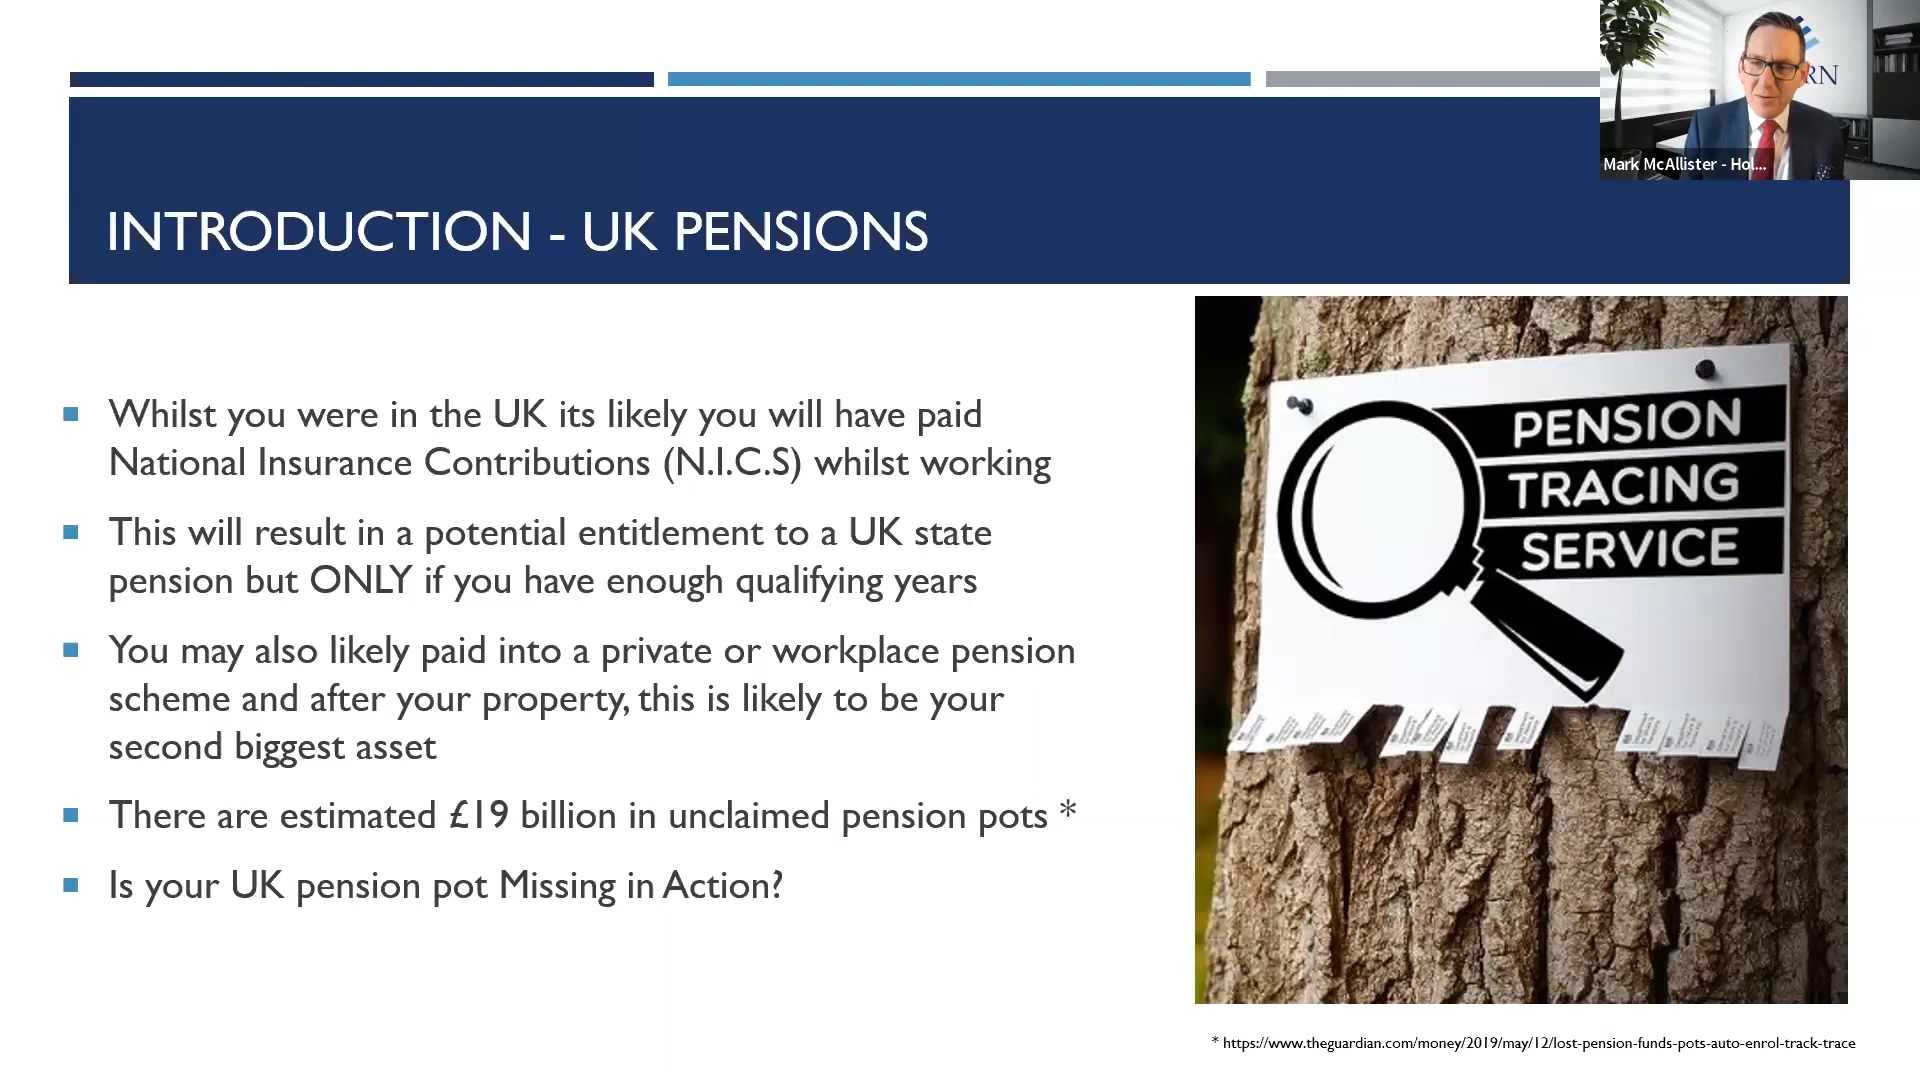 RN
Mark McAllister - Hol...
INTRODUCTION - UK PENSIONS
Whilst you were in the UK its likely you will have paid
National Insurance Contributions (N.I.C.S) whilst working
This will result in a potential entitlement to a UK state
pension but ONLY if you have enough qualifying years
You may also likely paid into a private or workplace pension
scheme and after your property, this is likely to be your
second biggest asset
There are estimated £19 billion in unclaimed pension pots *
Is your UK pension pot Missing in Action?
PENSION
TRACING
SERVICE
* https://www.theguardian.com/money/2019/may/12/lost-pension-funds-pots-auto-enrol-track-trace